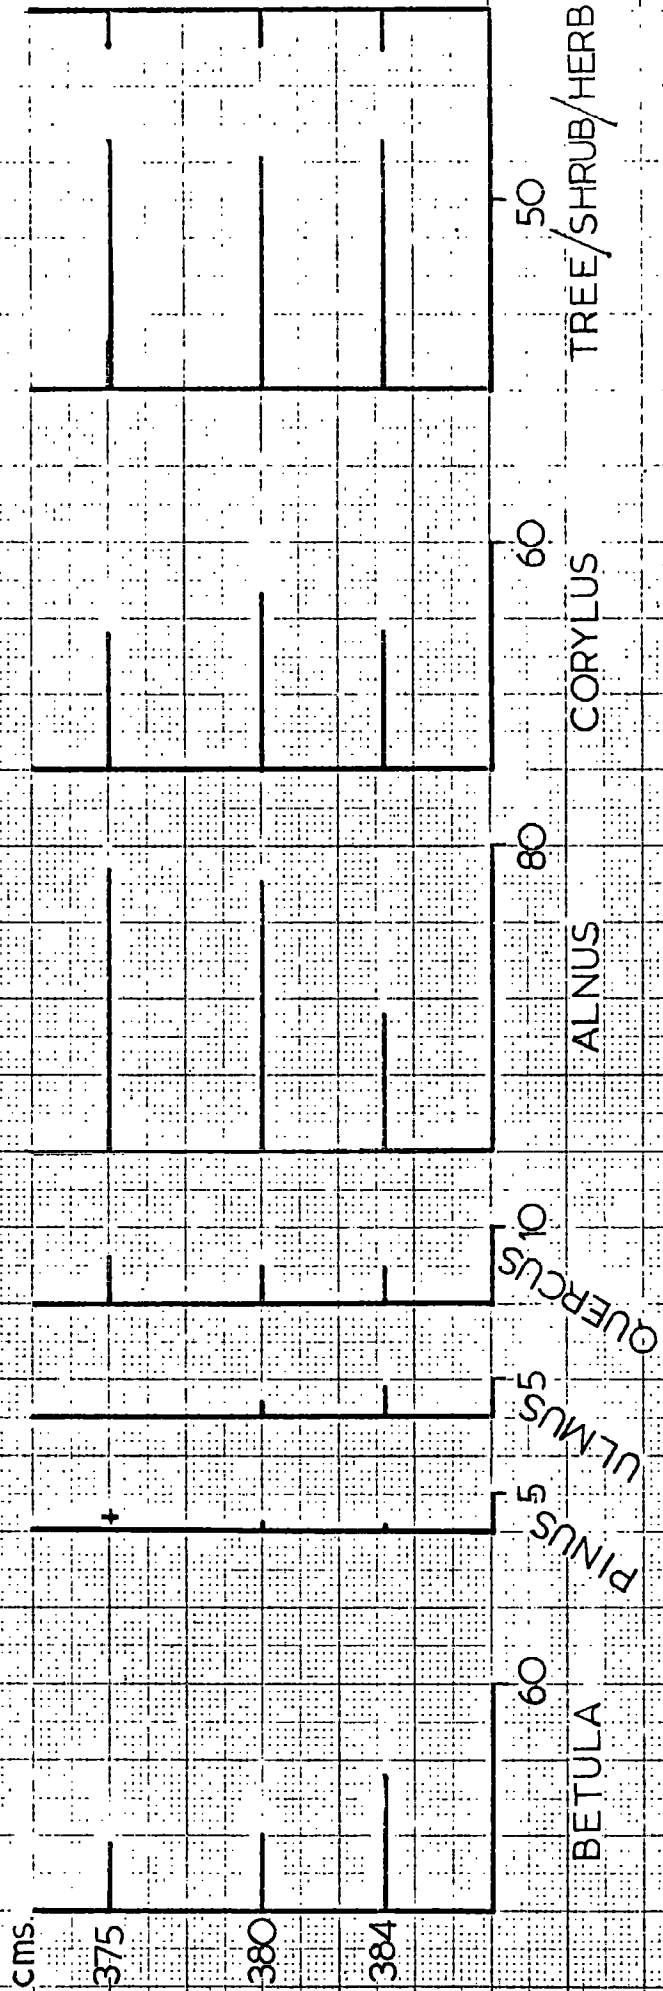 cms
375
380
384
60
BETULA
5
PINUS
5
ULMUS
10
QUERCUS
80
ALNUS
60
CORYLUS
50
TREE/SHRUB/HERB
+